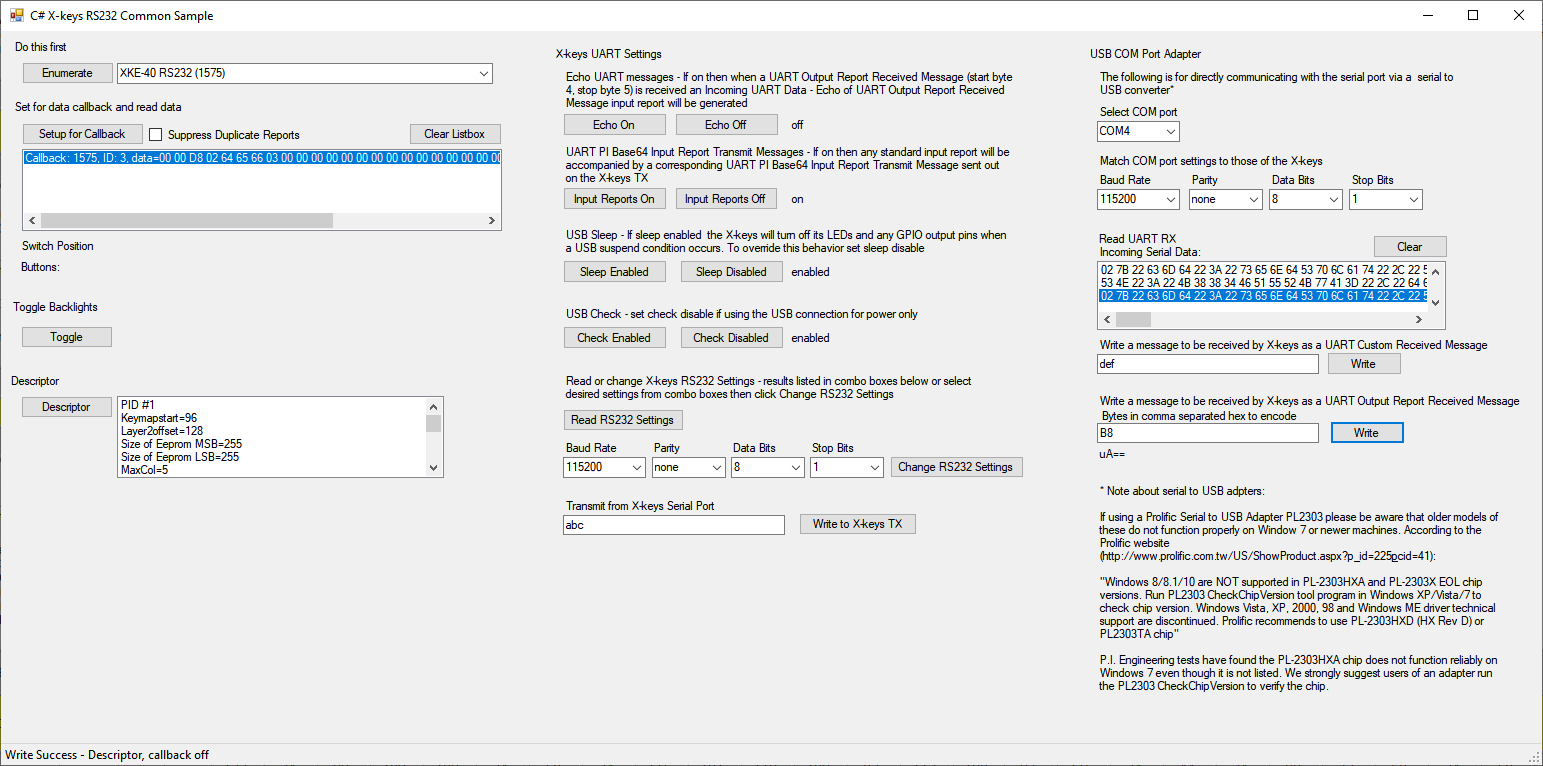 C# X-keys RS232 Common Sample
Do this first
Enumerate
XKE-40 RS232 (1575)
Set for data callback and read data
Setup for Callback
Suppress Duplicate Reports
Clear Listbox
Callback: 1575, ID: 3, data=00 00 D8 02 64 65 66 03 00 00 00 00 00 00 00 00 00 00 00 00 00 00 00
Switch Position
Buttons:
Toggle Backlights
Toggle
Descriptor
Descriptor
PID #1
Keymapstart=96
Layer2offset=128
Size of Eeprom MSB=255
Size of Eeprom LSB=255
MaxCol=5
X-keys UART Settings
Echo UART messages - If on then when a UART Output Report Received Message (start byte
4, stop byte 5) is received an Incoming UART Data - Echo of UART Output Report Received
Message input report will be generated
Echo On
Echo Off
off
UART PI Base64 Input Report Transmit Messages - If on then any standard input report will be
accompanied by a corresponding UART PI Base64 Input Report Transmit Message sent out
on the X-keys TX
Input Reports On
Input Reports Off
on
USB Sleep - If sleep enabled  the X-keys will turn off its LEDs and any GPIO output pins when
a USB suspend condition occurs. To override this behavior set sleep disable
Sleep Enabled
Sleep Disabled
enabled
USB Check - set check disable if using the USB connection for power only
Check Enabled
Check Disabled
enabled
Read or change X-keys RS232 Settings - results listed in combo boxes below or select
desired settings from combo boxes then click Change RS232 Settings
Read RS232 Settings
Baud Rate Parity Data Bits Stop Bits
115200 none 8 1 Change RS232 Settings
Transmit from X-keys Serial Port
abc
Write to X-keys TX
USB COM Port Adapter
The following is for directly communicating with the serial port via a  serial to
USB converter*
Select COM port
COM4
Match COM port settings to those of the X-keys
Baud Rate Parity Data Bits Stop Bits
115200 none 8 1
Read UART RX
Incoming Serial Data:
Clear
02 7B 22 63 6D 64 22 3A 22 73 65 6E 64 53 70 6C 61 74 22 2C 22 5
53 4E 22 3A 22 4B 38 38 34 46 51 55 52 4B 77 41 3D 22 2C 22 64 6
02 7B 22 63 6D 64 22 3A 22 73 65 6E 64 53 70 6C 61 74 22 2C 22 5
Write a message to be received by X-keys as a UART Custom Received Message
def
Write
Write a message to be received by X-keys as a UART Output Report Received Message
Bytes in comma separated hex to encode
B8
Write
uA==
* Note about serial to USB adpters:
If using a Prolific Serial to USB Adapter PL2303 please be aware that older models of
these do not function properly on Window 7 or newer machines. According to the
Prolific website
(http://www.prolific.com.tw/US/ShowProduct.aspx?p_id=225pcid=41):
"Windows 8/8.1/10 are NOT supported in PL-2303HXA and PL-2303X EOL chip
versions. Run PL2303 CheckChipVersion tool program in Windows XP/Vista/7 to
check chip version. Windows Vista, XP, 2000, 98 and Windows ME driver technical
support are discontinued. Prolific recommends to use PL-2303HXD (HX Rev D) or
PL2303TA chip"
P.I. Engineering tests have found the PL-2303HXA chip does not function reliably on
Windows 7 even though it is not listed. We strongly suggest users of an adapter run
the PL2303 CheckChipVersion to verify the chip.
Write Success - Descriptor, callback off